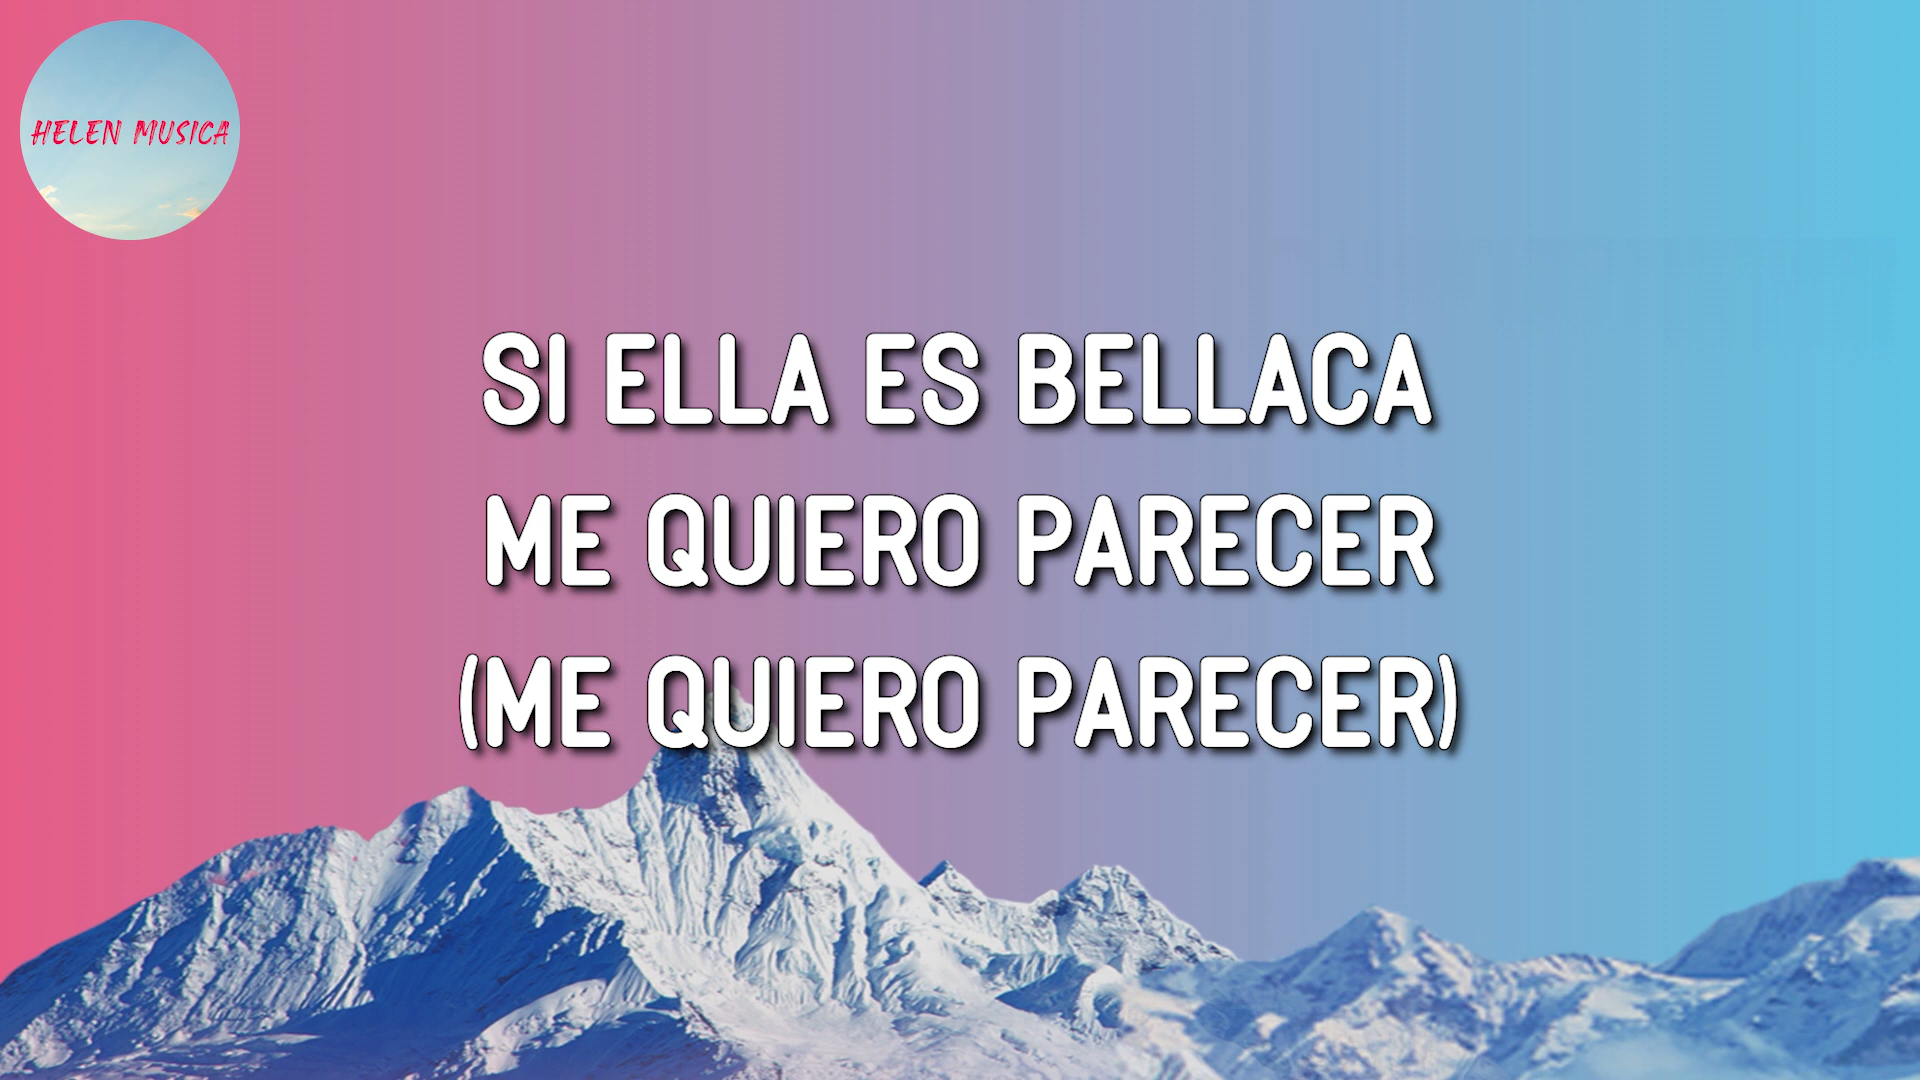 HELEN MUSICA
SI ELLA ES BELLACA
ME QUIERO PARECER
(ME QUIERO PARECER)